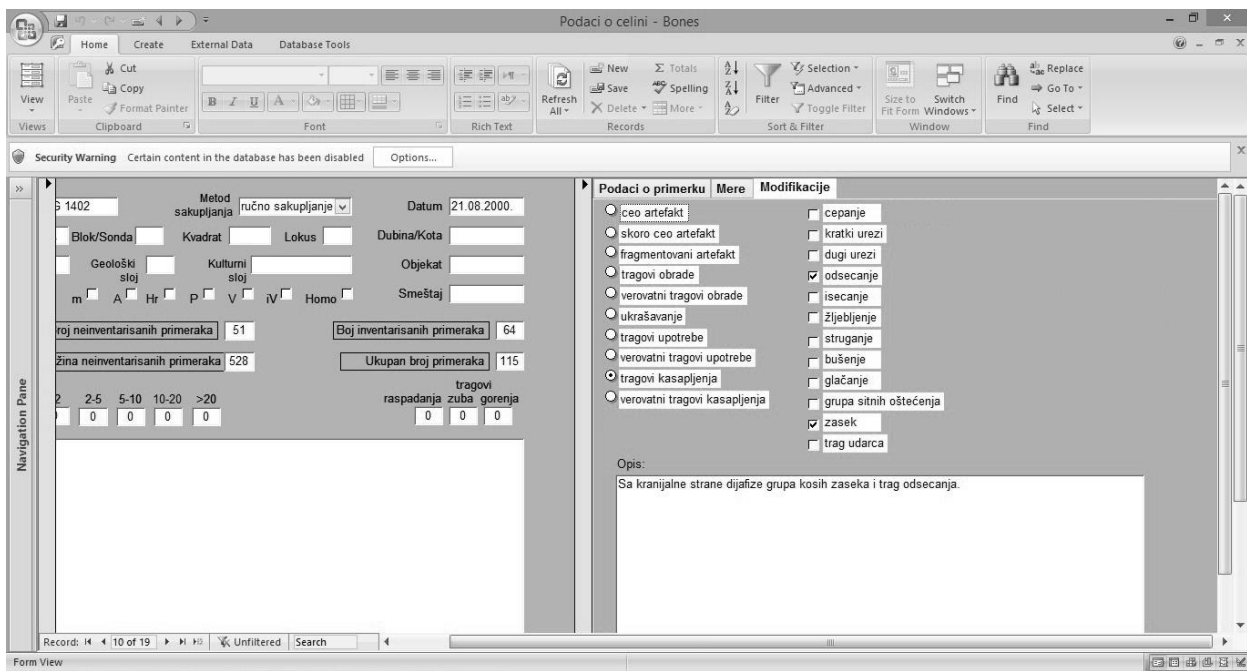 Podaci o celini - Bones
Home Create External Data Database Tools
View Paste Cut Copy Format Painter
B I U A
Refresh All New Save Delete Totals Spelling More
Filter Selection Advanced Toggle Filter
Size to Fit Form Switch Windows
Find Replace Go To Select
Views Clipboard Font Rich Text Records Sort & Filter Window Find
Security Warning Certain content in the database has been disabled Options...
Navigation Pane
1402 Metod sakupljanja ručno sakupljanje Datum 21.08.2000.
Blok/Sonda Kvadrat Lokus Dubina/Kota
Geološki sloj Kulturni sloj Objekat
m A Hr P V iV Homo Smeštaj
roj neinventarisanih primeraka 51 Boj inventarisanih primeraka 64
žina neinventarisanih primeraka 528 Ukupan broj primeraka 115
2 2-5 5-10 10-20 >20 raspadanja tragovi zuba gorenja
0 0 0 0 0 0 0
Podaci o primerku Mere Modifikacije
ceo artefakt
skoro ceo artefakt
fragmentovani artefakt
tragovi obrade
verovatni tragovi obrade
ukrašavanje
tragovi upotrebe
verovatni tragovi upotrebe
tragovi kasapljenja
verovatni tragovi kasapljenja
cepanje
kratki urezi
dugi urezi
odsecanje
isecanje
žljebljenje
struganje
bušenje
glačanje
grupa sitnih oštećenja
zasek
trag udarca
Opis:
Sa kranijalne strane dijafize grupa kosih zaseka i trag odsecanja.
Record: 10 of 19 Unfiltered Search
Form View